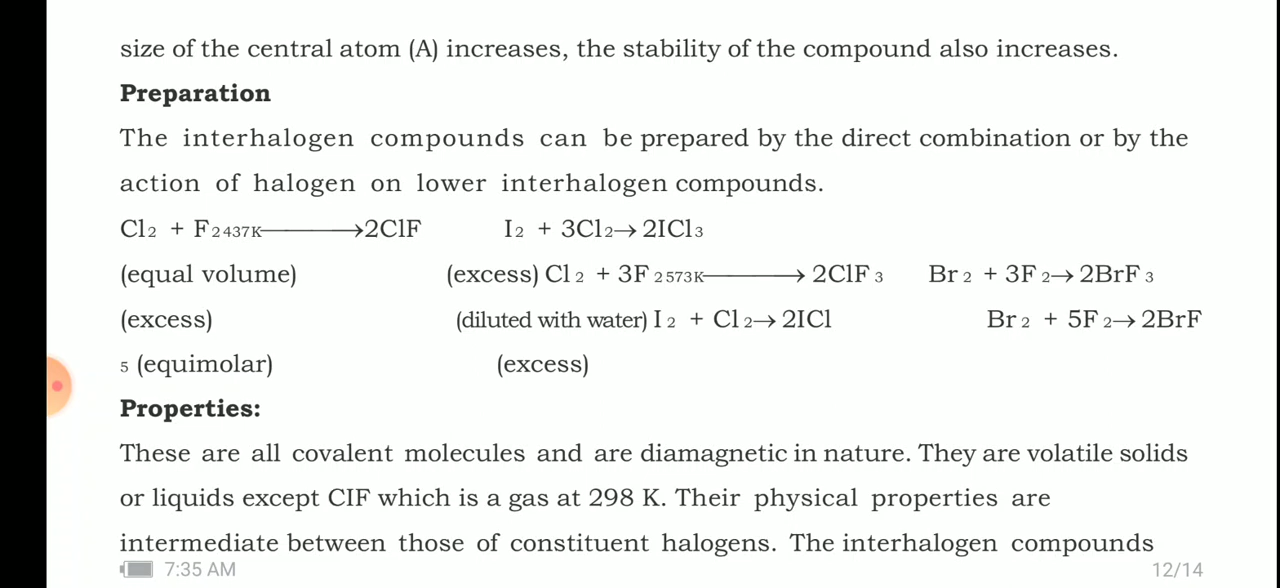 size of the central atom (A) increases, the stability of the compound also increases.
Preparation
The interhalogen compounds can be prepared by the direct combination or by the
action of halogen on lower interhalogen compounds.
Cl₂ + F₂ 437K⟶2ClF I₂ + 3Cl₂→ 2ICl₃
(equal volume) (excess) Cl₂ + 3F₂ 573K⟶ 2ClF₃ Br₂ + 3F₂→ 2BrF₃
(excess) (diluted with water) I₂ + Cl₂→ 2ICl Br₂ + 5F₂→ 2BrF
₅ (equimolar) (excess)
Properties:
These are all covalent molecules and are diamagnetic in nature. They are volatile solids
or liquids except CIF which is a gas at 298 K. Their physical properties are
intermediate between those of constituent halogens. The interhalogen compounds
7:35 AM 12/14